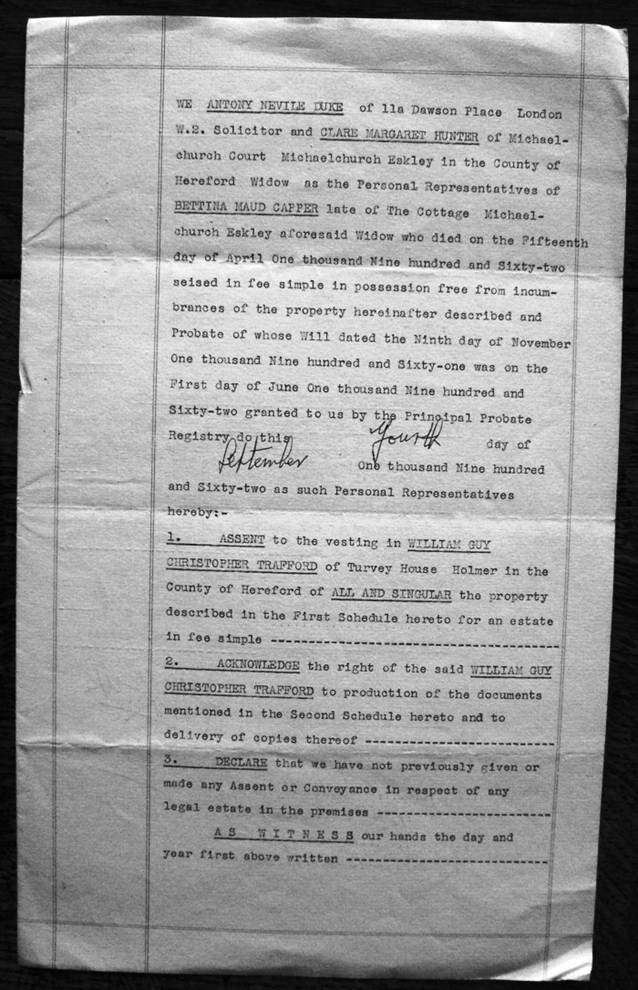 WE ANTONY NEVILE DUKE of 11a Dawson Place London
W.2. Solicitor and CLARE MARGARET HUNTER of Michael-
church Court Michaelchurch Eskley in the County of
Hereford Widow as the Personal Representatives of
BETTINA MAUD CAPPER late of The Cottage Michael-
church Eskley aforesaid Widow who died on the Fifteenth
day of April One thousand Nine hundred and Sixty-two
seised in fee simple in possession free from incum-
brances of the property hereinafter described and
Probate of whose Will dated the Ninth day of November
One thousand Nine hundred and Sixty-one was on the
First day of June One thousand Nine hundred and
Sixty-two granted to us by the Principal Probate
Registry do this Fourth day of
September One thousand Nine hundred
and Sixty-two as such Personal Representatives
hereby:-
1. ASSENT to the vesting in WILLIAM GUY
CHRISTOPHER TRAFFORD of Turvey House Holmer in the
County of Hereford of ALL AND SINGULAR the property
described in the First Schedule hereto for an estate
in fee simple ------------------------------------
2. ACKNOWLEDGE the right of the said WILLIAM GUY
CHRISTOPHER TRAFFORD to production of the documents
mentioned in the Second Schedule hereto and to
delivery of copies thereof ------------------------
3. DECLARE that we have not previously given or
made any Assent or Conveyance in respect of any
legal estate in the premises ----------------------
AS WITNESS our hands the day and
year first above written --------------------------